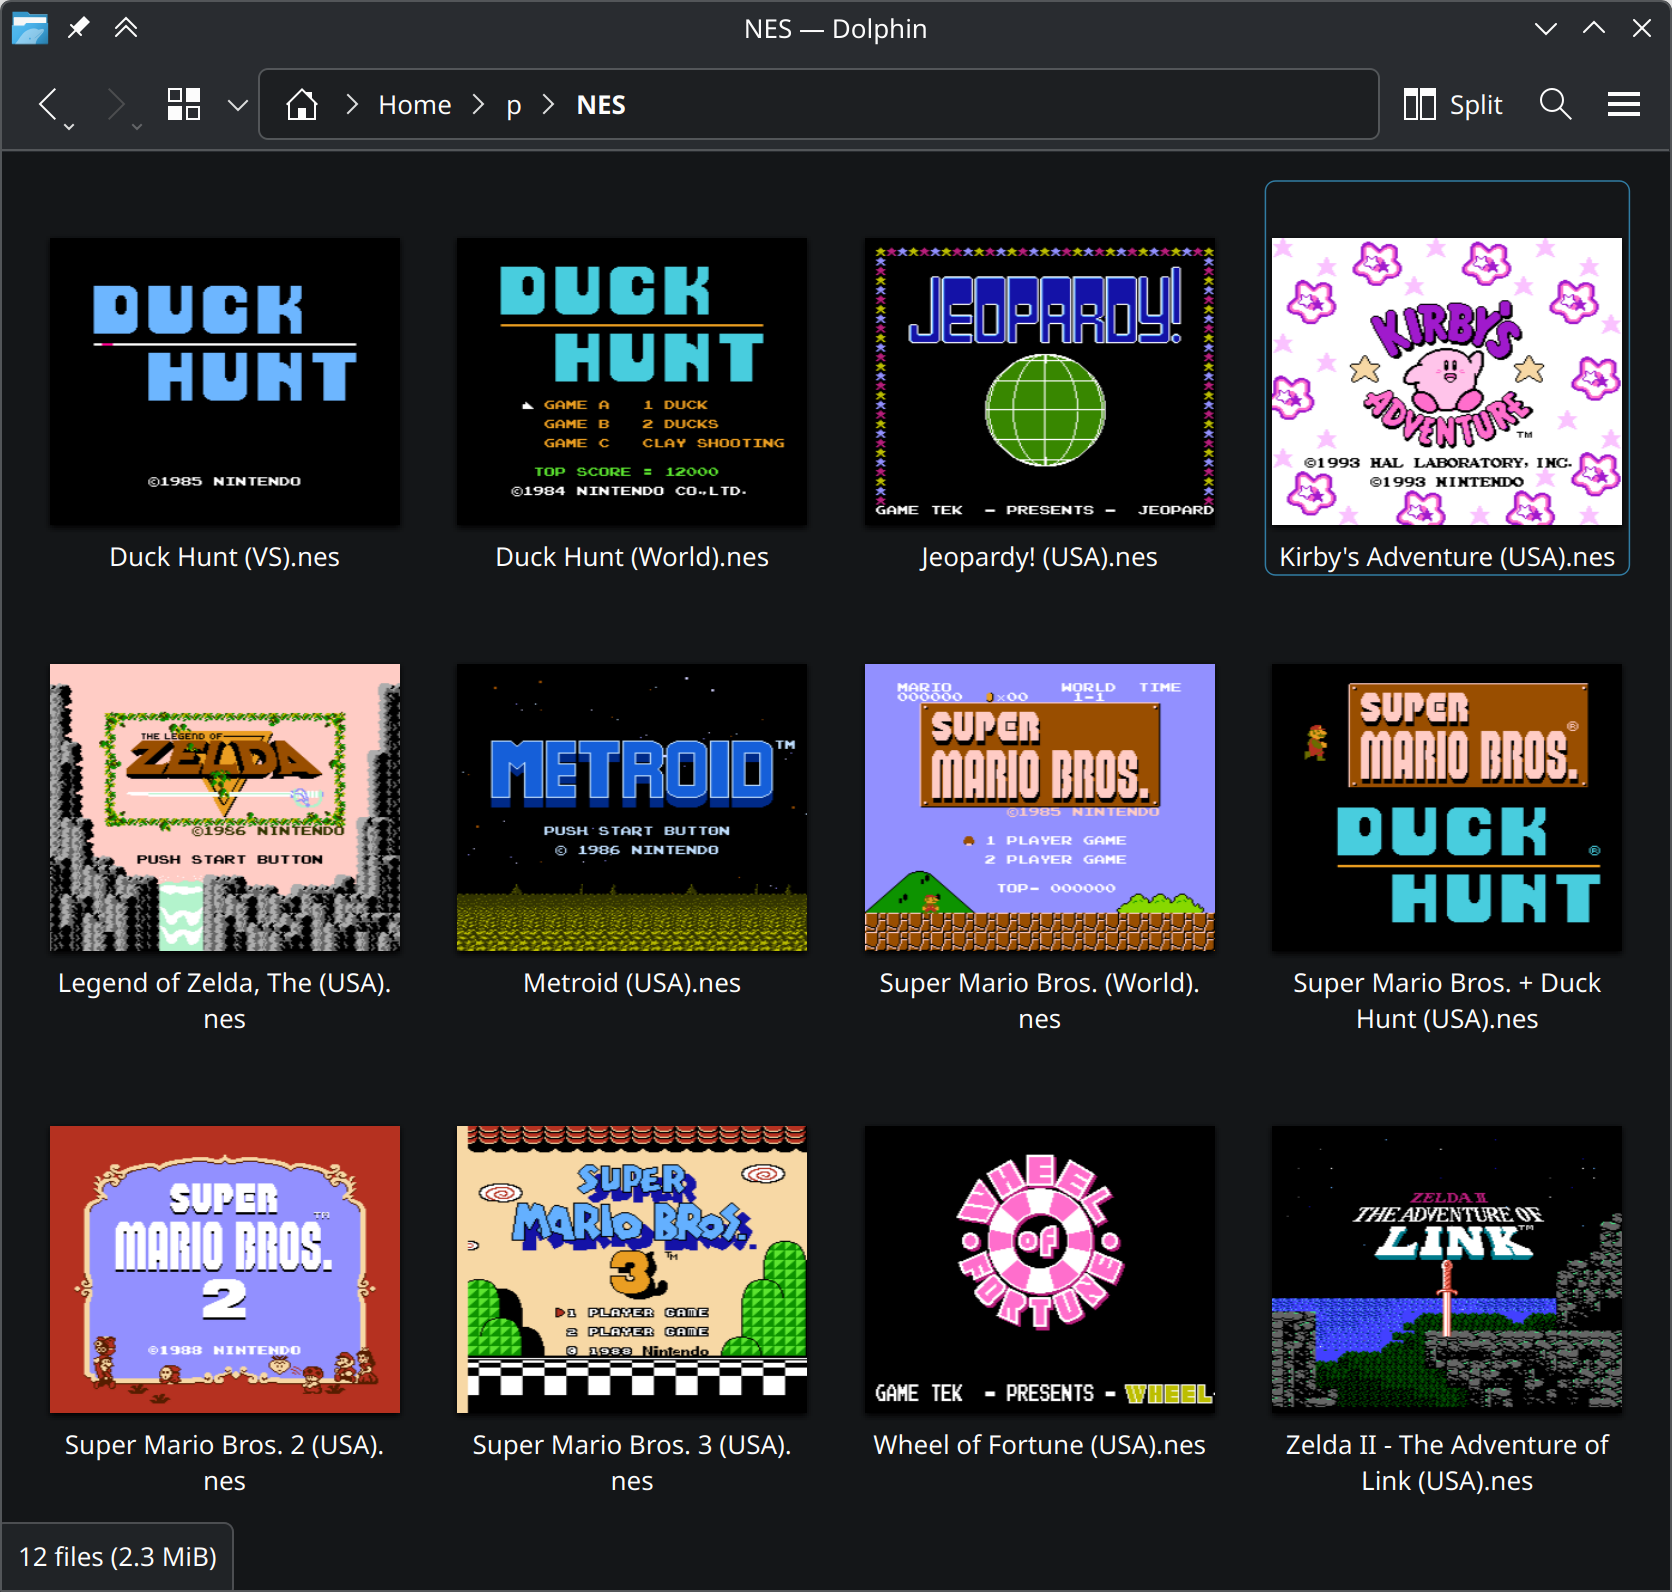 NES — Dolphin
Home
p
NES
Split
DUCK
HUNT
©1985 NINTENDO
Duck Hunt (VS).nes
DUCK
HUNT
GAME A 1 DUCK
GAME B 2 DUCKS
GAME C CLAY SHOOTING
TOP SCORE = 12000
©1984 NINTENDO CO.,LTD.
Duck Hunt (World).nes
JEOPARDY!
GAME TEK - PRESENTS - JEOPARD
Jeopardy! (USA).nes
KIRBY'S
ADVENTURE™
©1993 HAL LABORATORY, INC.
©1993 NINTENDO
Kirby's Adventure (USA).nes
THE LEGEND OF
ZELDA
©1986 NINTENDO
PUSH START BUTTON
Legend of Zelda, The (USA).
nes
METROID™
PUSH START BUTTON
© 1986 NINTENDO
Metroid (USA).nes
MARIO WORLD TIME
000000 x00 1-1
SUPER
MARIO BROS.
©1985 NINTENDO
1 PLAYER GAME
2 PLAYER GAME
TOP- 000000
Super Mario Bros. (World).
nes
SUPER
MARIO BROS.®
DUCK
HUNT®
Super Mario Bros. + Duck
Hunt (USA).nes
SUPER
MARIO BROS.™
2
©1988 NINTENDO
Super Mario Bros. 2 (USA).
nes
SUPER
MARIO BROS.
3™
1 PLAYER GAME
2 PLAYER GAME
© 1988 Nintendo
Super Mario Bros. 3 (USA).
nes
WHEEL
OF
FORTUNE
GAME TEK - PRESENTS - WHEEL
Wheel of Fortune (USA).nes
ZELDA II
THE ADVENTURE OF
LINK™
Zelda II - The Adventure of
Link (USA).nes
12 files (2.3 MiB)